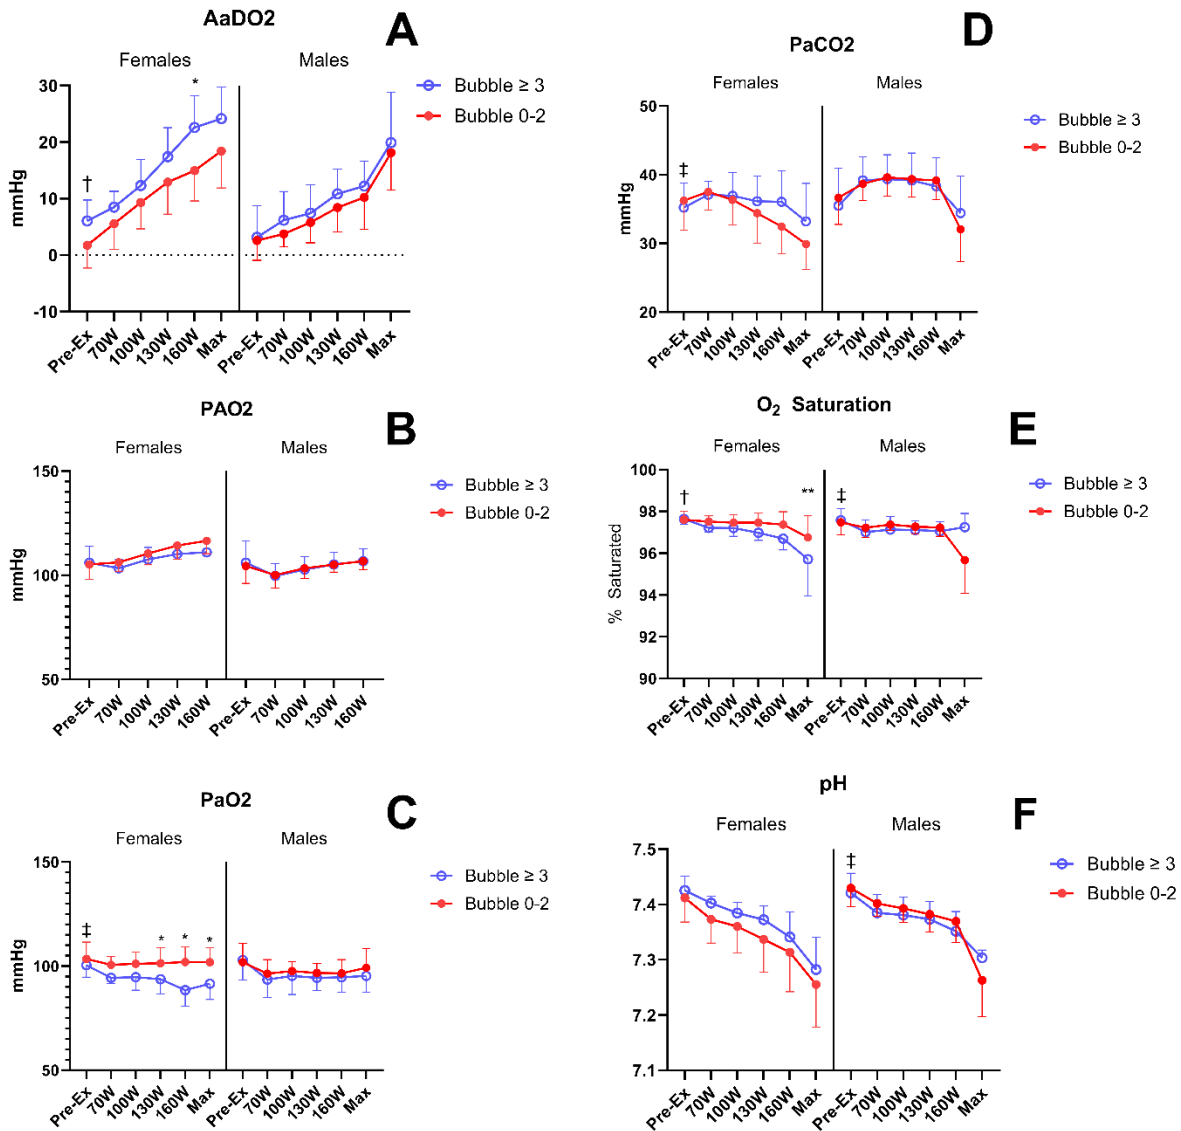 AaDO2
A
Females
Males
Bubble ≥ 3
Bubble 0-2
†
*
mmHg
30
20
10
0
-10
Pre-Ex
70W
100W
130W
160W
Max
Pre-Ex
70W
100W
130W
160W
Max
PAO2
B
Females
Males
Bubble ≥ 3
Bubble 0-2
mmHg
150
100
50
Pre-Ex
70W
100W
130W
160W
Pre-Ex
70W
100W
130W
160W
PaO2
C
Females
Males
Bubble ≥ 3
Bubble 0-2
‡
*
*
*
mmHg
150
100
50
Pre-Ex
70W
100W
130W
160W
Max
Pre-Ex
70W
100W
130W
160W
Max
PaCO2
D
Females
Males
Bubble ≥ 3
Bubble 0-2
‡
mmHg
50
40
30
20
Pre-Ex
70W
100W
130W
160W
Max
Pre-Ex
70W
100W
130W
160W
Max
O₂ Saturation
E
Females
Males
Bubble ≥ 3
Bubble 0-2
†
**
‡
% Saturated
100
98
96
94
92
90
Pre-Ex
70W
100W
130W
160W
Max
Pre-Ex
70W
100W
130W
160W
Max
pH
F
Females
Males
Bubble ≥ 3
Bubble 0-2
‡
7.5
7.4
7.3
7.2
7.1
Pre-Ex
70W
100W
130W
160W
Max
Pre-Ex
70W
100W
130W
160W
Max